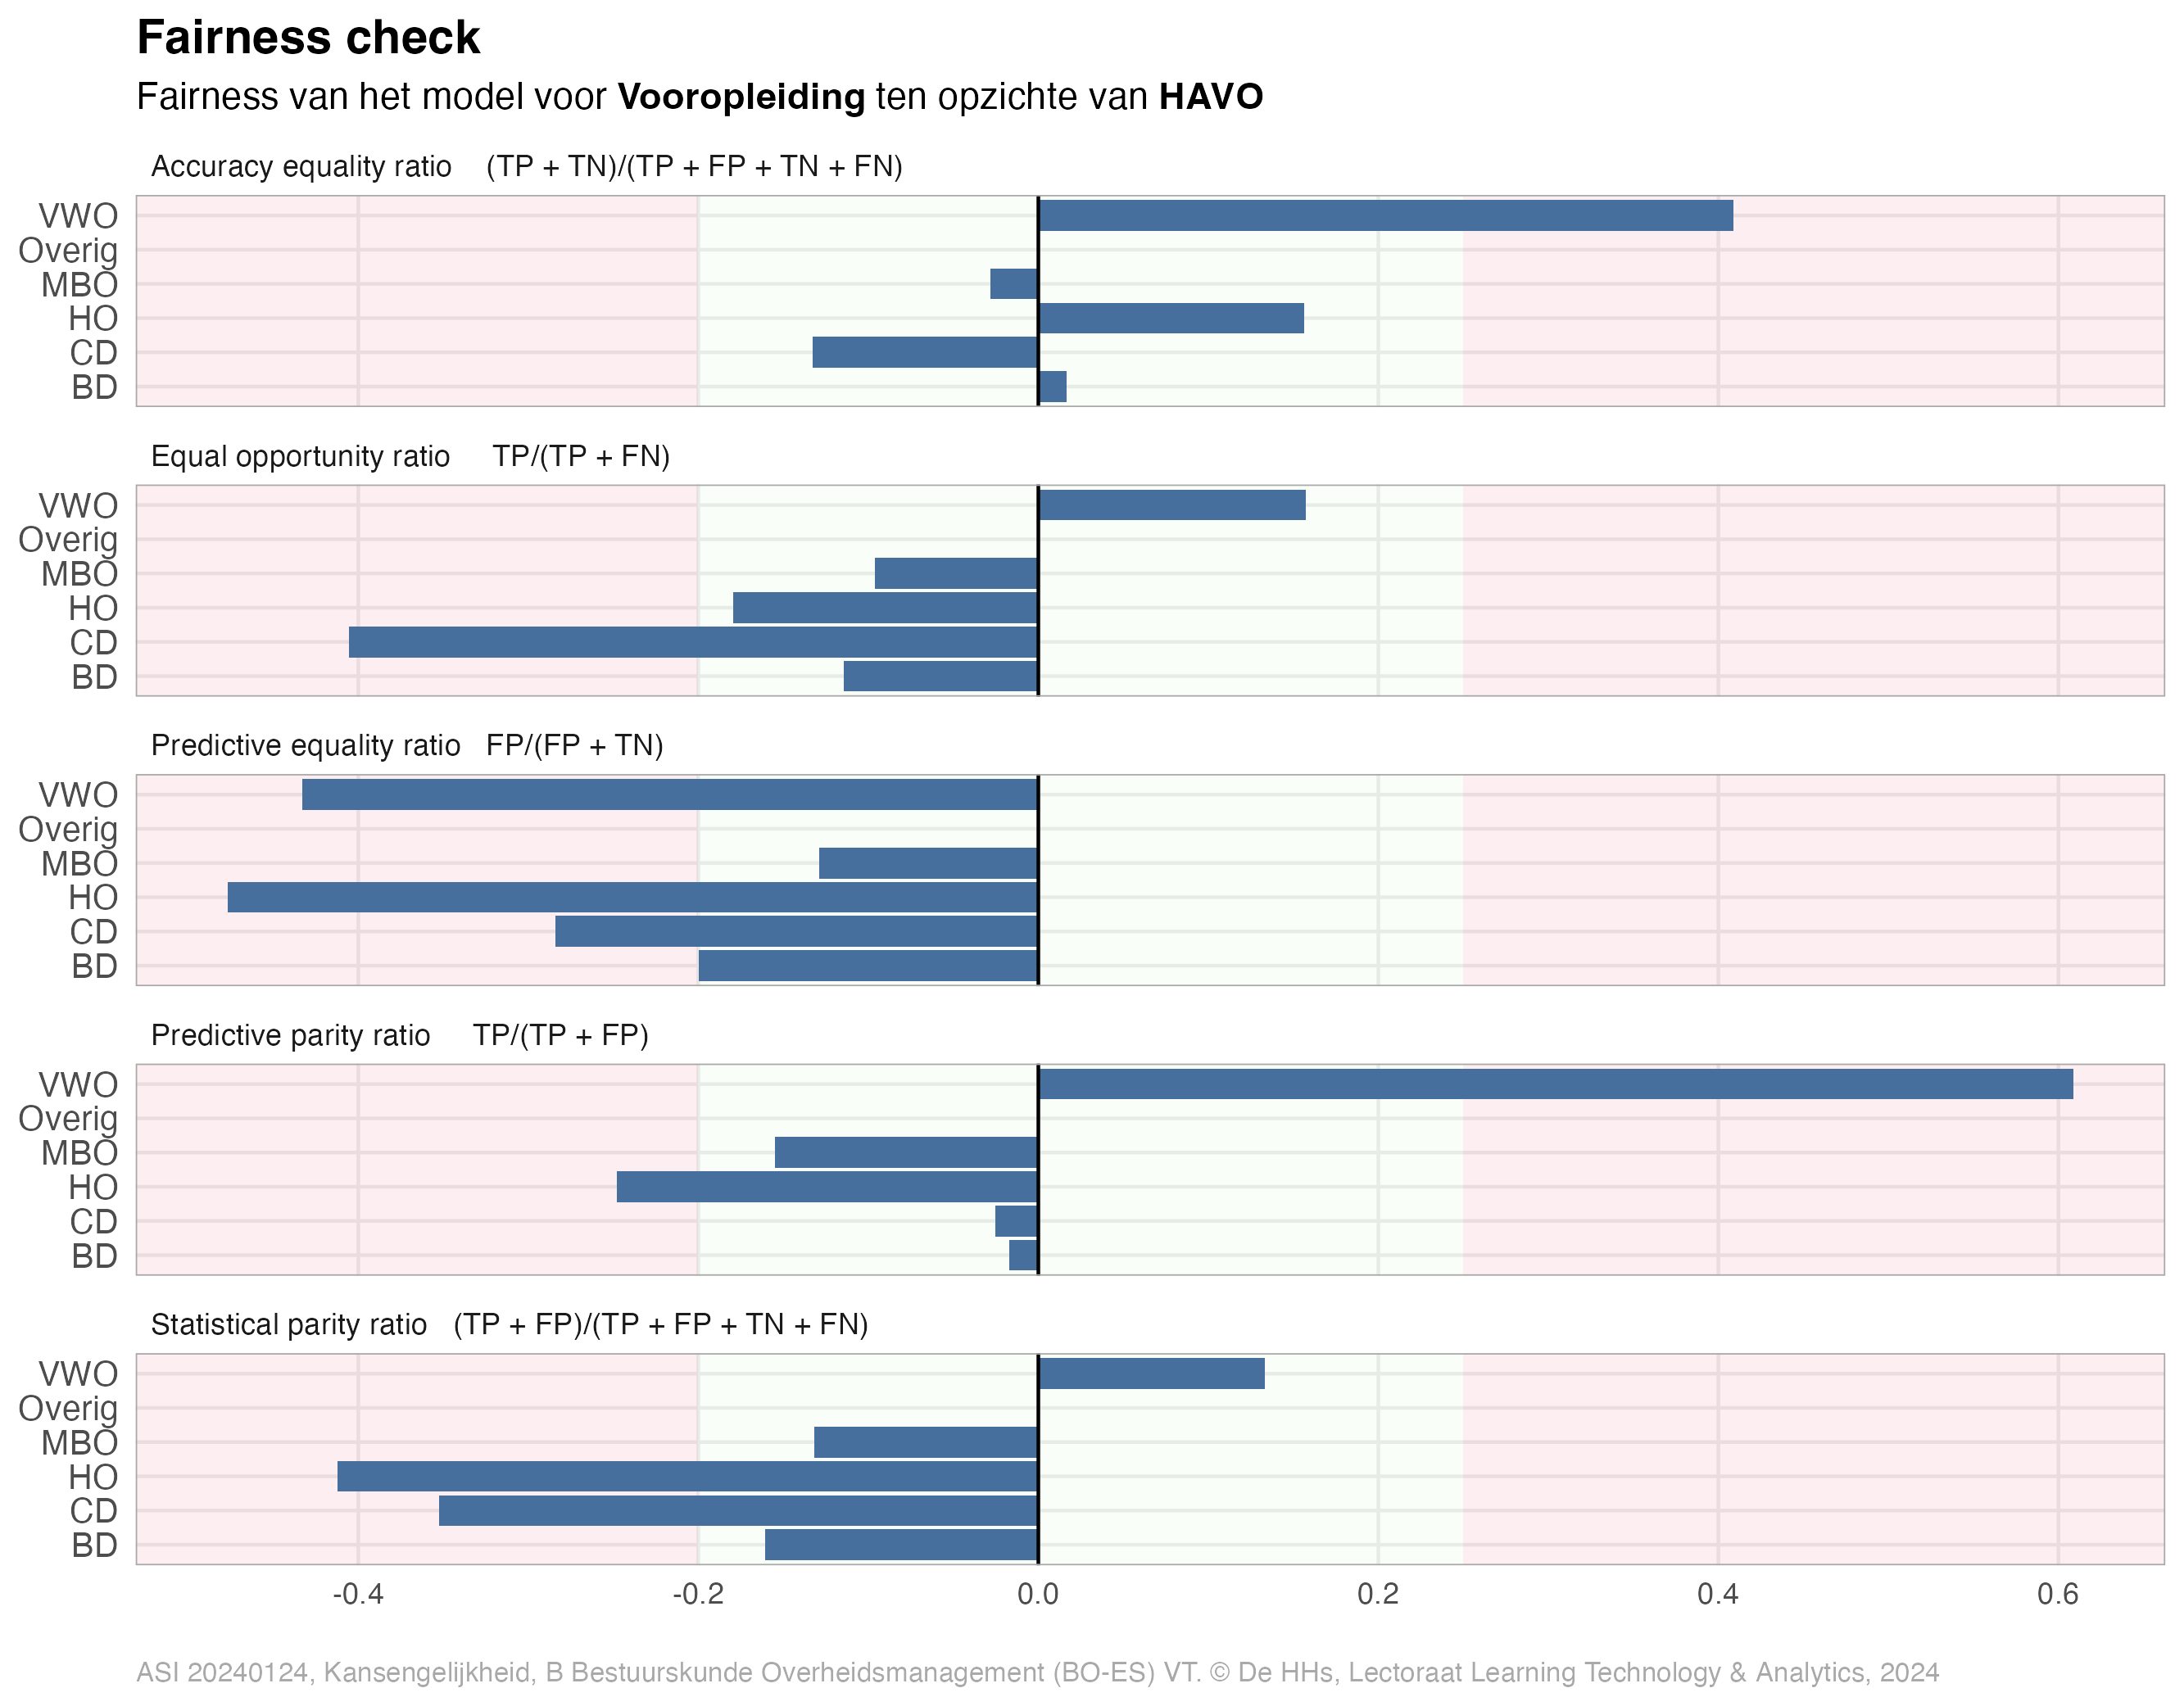 Fairness check
Fairness van het model voor Vooropleiding ten opzichte van HAVO
Accuracy equality ratio (TP + TN)/(TP + FP + TN + FN)
VWO
Overig
MBO
HO
CD
BD
Equal opportunity ratio TP/(TP + FN)
VWO
Overig
MBO
HO
CD
BD
Predictive equality ratio FP/(FP + TN)
VWO
Overig
MBO
HO
CD
BD
Predictive parity ratio TP/(TP + FP)
VWO
Overig
MBO
HO
CD
BD
Statistical parity ratio (TP + FP)/(TP + FP + TN + FN)
VWO
Overig
MBO
HO
CD
BD
-0.4 -0.2 0.0 0.2 0.4 0.6
ASI 20240124, Kansengelijkheid, B Bestuurskunde Overheidsmanagement (BO-ES) VT. © De HHs, Lectoraat Learning Technology & Analytics, 2024